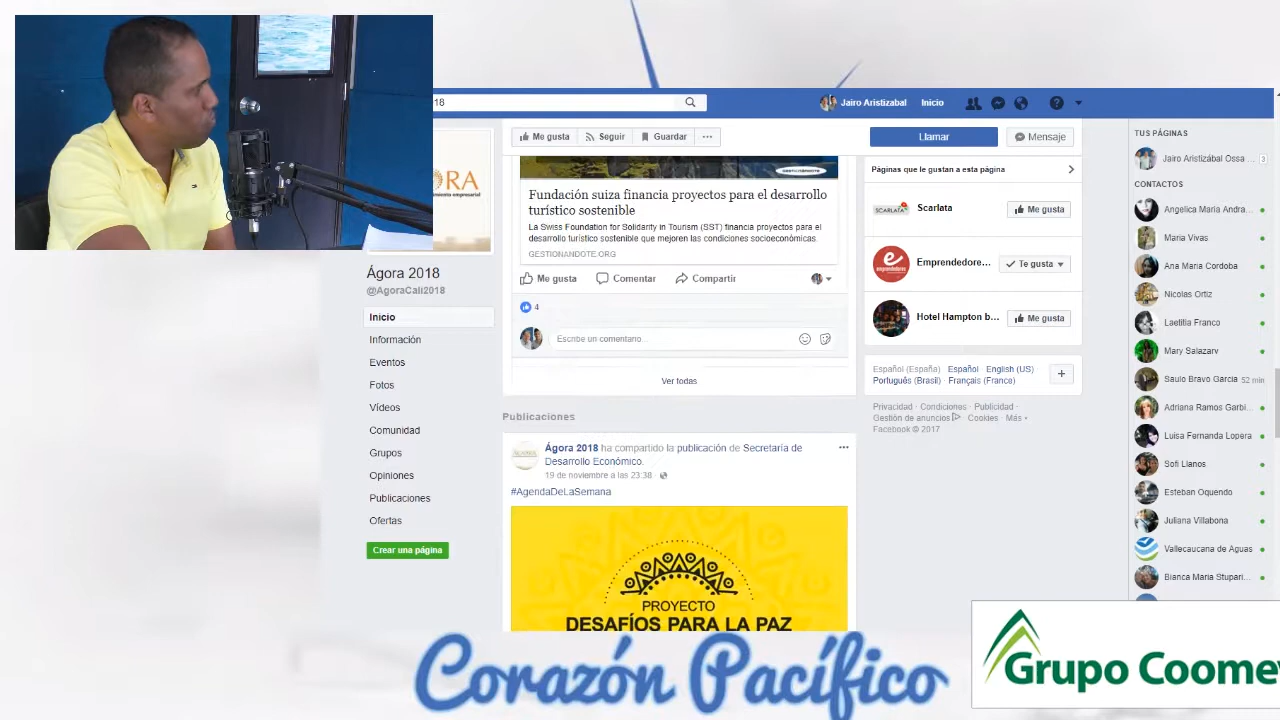 18
Jairo Aristizabal
Inicio
Me gusta
Seguir
Guardar
Llamar
Mensaje
ORA
Ágora 2018
@AgoraCali2018
Inicio
Información
Eventos
Fotos
Vídeos
Comunidad
Grupos
Opiniones
Publicaciones
Ofertas
Crear una página
Fundación suiza financia proyectos para el desarrollo
turístico sostenible
La Swiss Foundation for Solidarity in Tourism (SST) financia proyectos para el
desarrollo turístico sostenible que mejoren las condiciones socioeconómicas.
GESTIONANDOTE.ORG
Me gusta
Comentar
Compartir
4
Escribe un comentario...
Ver todas
Publicaciones
Ágora 2018 ha compartido la publicación de Secretaría de
Desarrollo Económico.
19 de noviembre a las 23:38
#AgendaDeLaSemana
PROYECTO
DESAFÍOS PARA LA PAZ
Páginas que le gustan a esta página
SCARLATA
Scarlata
Me gusta
Emprendedore...
Te gusta
Hotel Hampton b...
Me gusta
Español (España) · Español · English (US) ·
Português (Brasil) · Français (France)
Privacidad · Condiciones · Publicidad ·
Gestión de anuncios · Cookies · Más
Facebook © 2017
TUS PÁGINAS
Jairo Aristizábal Ossa ... 3
CONTACTOS
Angelica Maria Andra...
Maria Vivas
Ana Maria Cordoba
Nicolas Ortiz
Laetitia Franco
Mary Salazar
Saulo Bravo Garcia 52 min
Adriana Ramos Garbi...
Luisa Fernanda Lopera
Sofi Llanos
Esteban Oquendo
Juliana Villabona
Vallecaucana de Aguas
Bianca Maria Stupari...
Corazón Pacífico
Grupo Coome